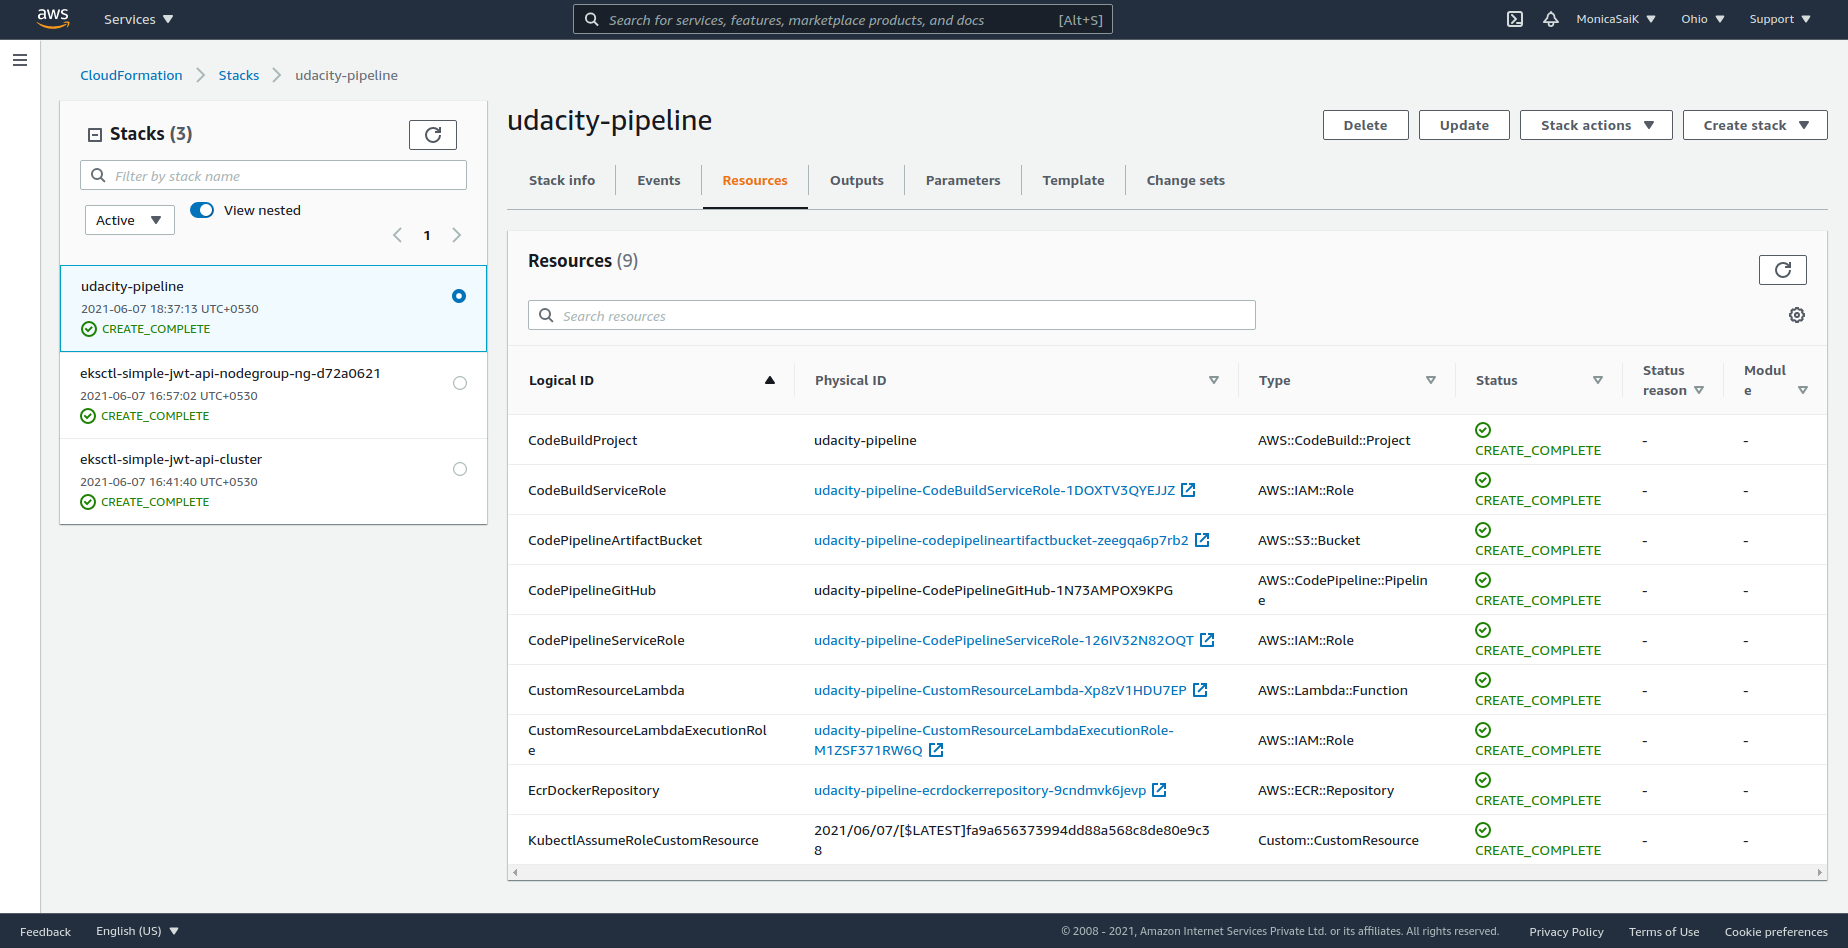 aws Services Search for services, features, marketplace products, and docs [Alt+S] MonicaSaiK Ohio Support
CloudFormation Stacks udacity-pipeline
Stacks (3)
Filter by stack name
Active View nested
1
udacity-pipeline
2021-06-07 18:37:13 UTC+0530
CREATE_COMPLETE
eksctl-simple-jwt-api-nodegroup-ng-d72a0621
2021-06-07 16:57:02 UTC+0530
CREATE_COMPLETE
eksctl-simple-jwt-api-cluster
2021-06-07 16:41:40 UTC+0530
CREATE_COMPLETE
udacity-pipeline
Delete Update Stack actions Create stack
Stack info Events Resources Outputs Parameters Template Change sets
Resources (9)
Search resources
Logical ID Physical ID Type Status Status reason Modul
e
CodeBuildProject udacity-pipeline AWS::CodeBuild::Project CREATE_COMPLETE - -
CodeBuildServiceRole udacity-pipeline-CodeBuildServiceRole-1DOXTV3QYEJJZ AWS::IAM::Role CREATE_COMPLETE - -
CodePipelineArtifactBucket udacity-pipeline-codepipelineartifactbucket-zeegqa6p7rb2 AWS::S3::Bucket CREATE_COMPLETE - -
CodePipelineGitHub udacity-pipeline-CodePipelineGitHub-1N73AMPOX9KPG AWS::CodePipeline::Pipelin
e CREATE_COMPLETE - -
CodePipelineServiceRole udacity-pipeline-CodePipelineServiceRole-126IV32N82OQT AWS::IAM::Role CREATE_COMPLETE - -
CustomResourceLambda udacity-pipeline-CustomResourceLambda-Xp8zV1HDU7EP AWS::Lambda::Function CREATE_COMPLETE - -
CustomResourceLambdaExecutionRol
e udacity-pipeline-CustomResourceLambdaExecutionRole-
M1ZSF371RW6Q AWS::IAM::Role CREATE_COMPLETE - -
EcrDockerRepository udacity-pipeline-ecrdockerrepository-9cndmvk6jevp AWS::ECR::Repository CREATE_COMPLETE - -
KubectlAssumeRoleCustomResource 2021/06/07/[$LATEST]fa9a656373994dd88a568c8de80e9c3
8 Custom::CustomResource CREATE_COMPLETE - -
Feedback English (US) © 2008 - 2021, Amazon Internet Services Private Ltd. or its affiliates. All rights reserved. Privacy Policy Terms of Use Cookie preferences